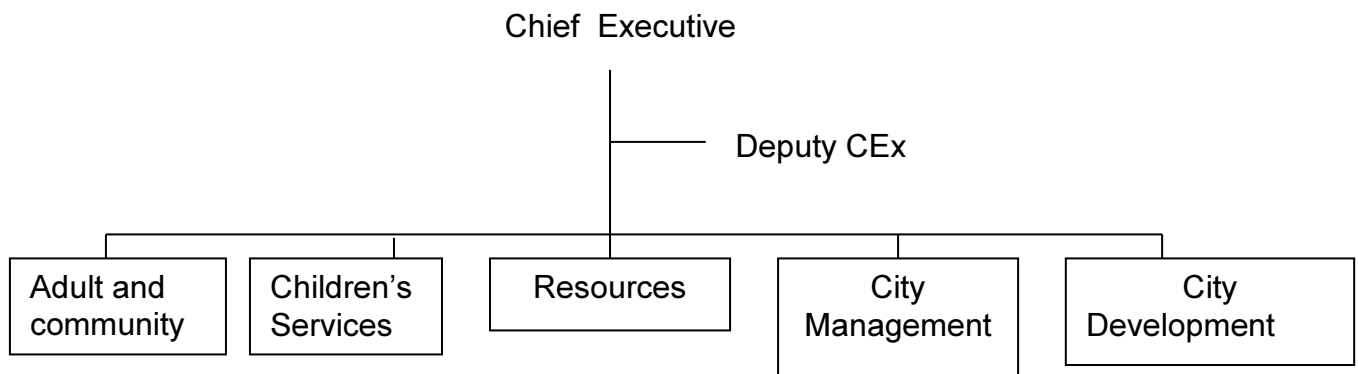 Chief Executive
Deputy CEx
Adult and
community
Children’s
Services
Resources
City
Management
City
Development